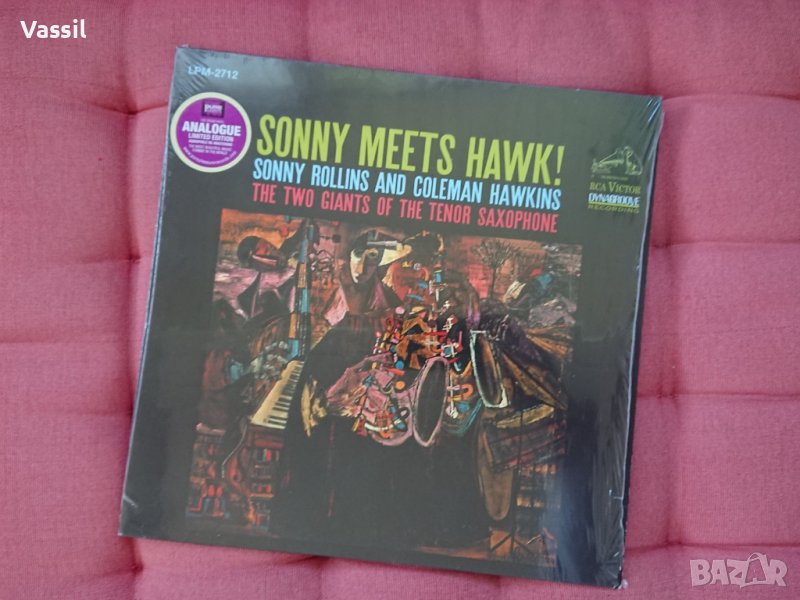 Vassil
LPM-2712
ANALOGUE
LIMITED EDITION
SONNY MEETS HAWK!
SONNY ROLLINS AND COLEMAN HAWKINS
THE TWO GIANTS OF THE TENOR SAXOPHONE
RCA VICTOR
DYNAGROOVE
RECORDING
BAZAR